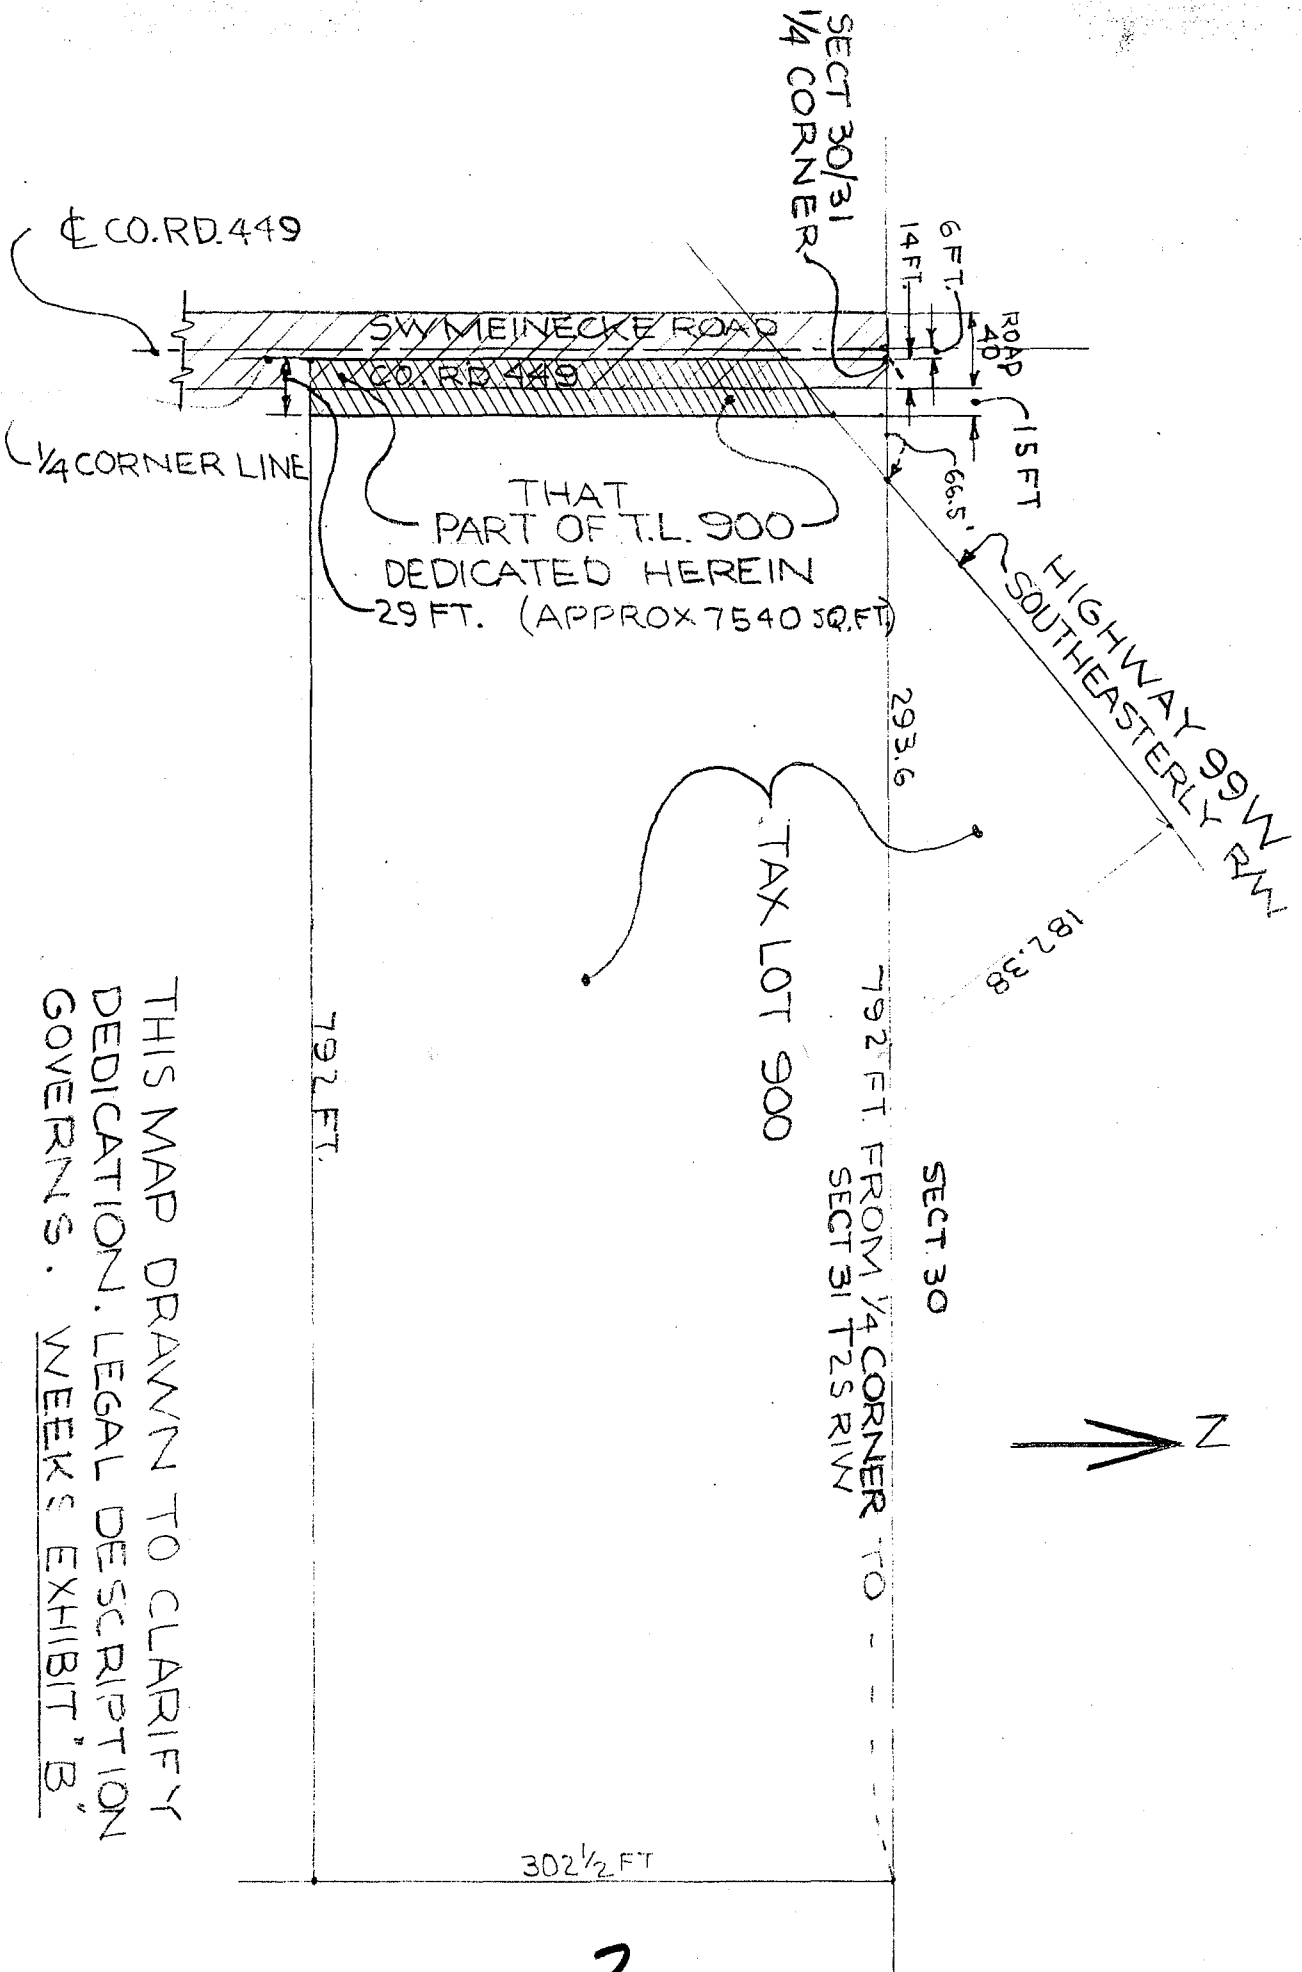 SECT 30/31
1/4 CORNER
6 FT.
14 FT.
ROAD
40
15 FT
66.5'
₵ CO. RD. 449
SW MEINECKE ROAD
CO. RD 449
1/4 CORNER LINE
THAT
PART OF T.L. 900
DEDICATED HEREIN
29 FT. (APPROX 7540 SQ.FT.)
HIGHWAY 99W
SOUTHEASTERLY R/W
293.6
182.38
TAX LOT 900
792 FT. FROM 1/4 CORNER TO
SECT 31 T2S R1W
SECT. 30
N
792 FT.
302 1/2 FT
THIS MAP DRAWN TO CLARIFY
DEDICATION. LEGAL DESCRIPTION
GOVERNS. WEEKS EXHIBIT "B"